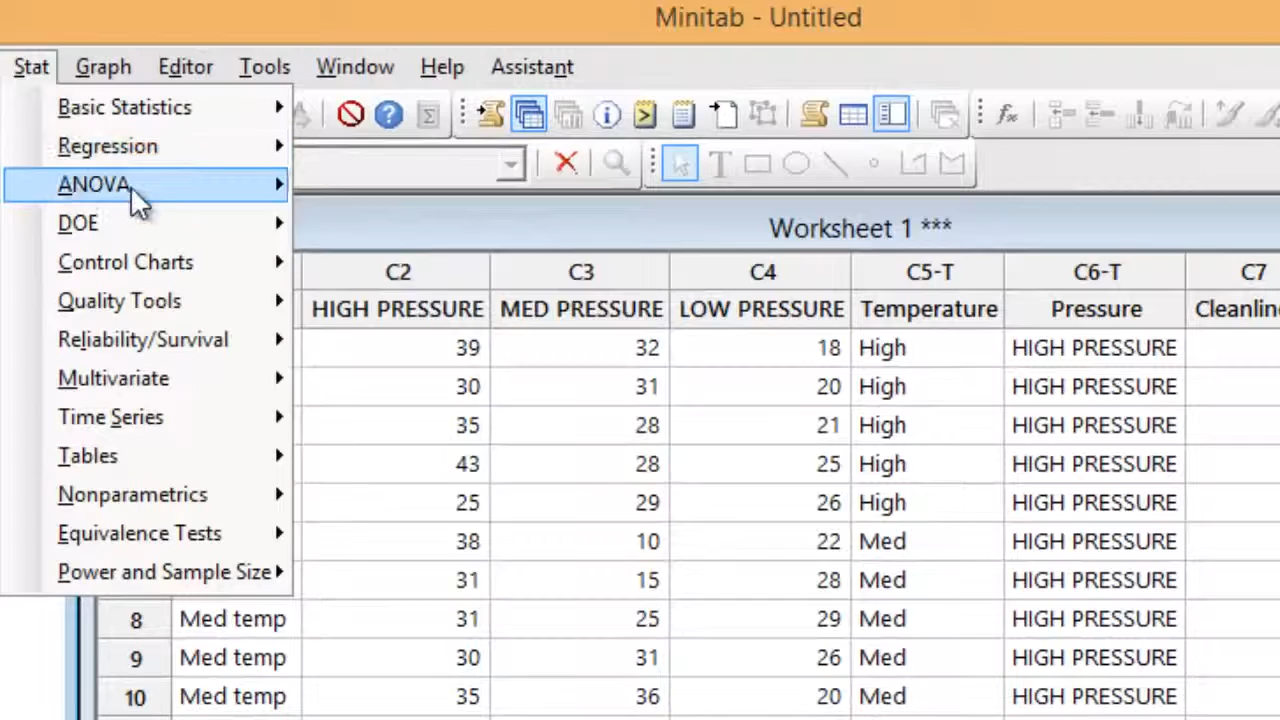 Minitab - Untitled
Stat Graph Editor Tools Window Help Assistant
Basic Statistics
Regression
ANOVA
DOE
Control Charts
Quality Tools
Reliability/Survival
Multivariate
Time Series
Tables
Nonparametrics
Equivalence Tests
Power and Sample Size
Worksheet 1 ***
C2 C3 C4 C5-T C6-T C7
HIGH PRESSURE MED PRESSURE LOW PRESSURE Temperature Pressure
39 32 18 High HIGH PRESSURE
30 31 20 High HIGH PRESSURE
35 28 21 High HIGH PRESSURE
43 28 25 High HIGH PRESSURE
25 29 26 High HIGH PRESSURE
38 10 22 Med HIGH PRESSURE
31 15 28 Med HIGH PRESSURE
8 Med temp 31 25 29 Med HIGH PRESSURE
9 Med temp 30 31 26 Med HIGH PRESSURE
10 Med temp 35 36 20 Med HIGH PRESSURE